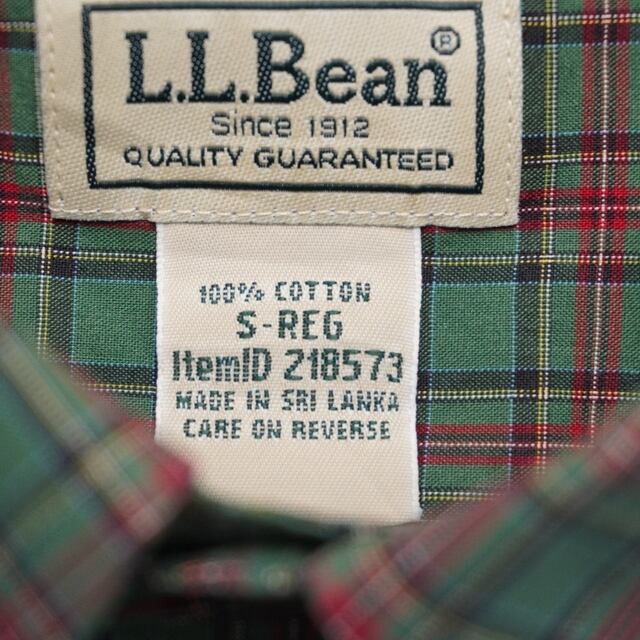 L.L.Bean®
Since 1912
QUALITY GUARANTEED
100% COTTON
S-REG
ItemID 218573
MADE IN SRI LANKA
CARE ON REVERSE